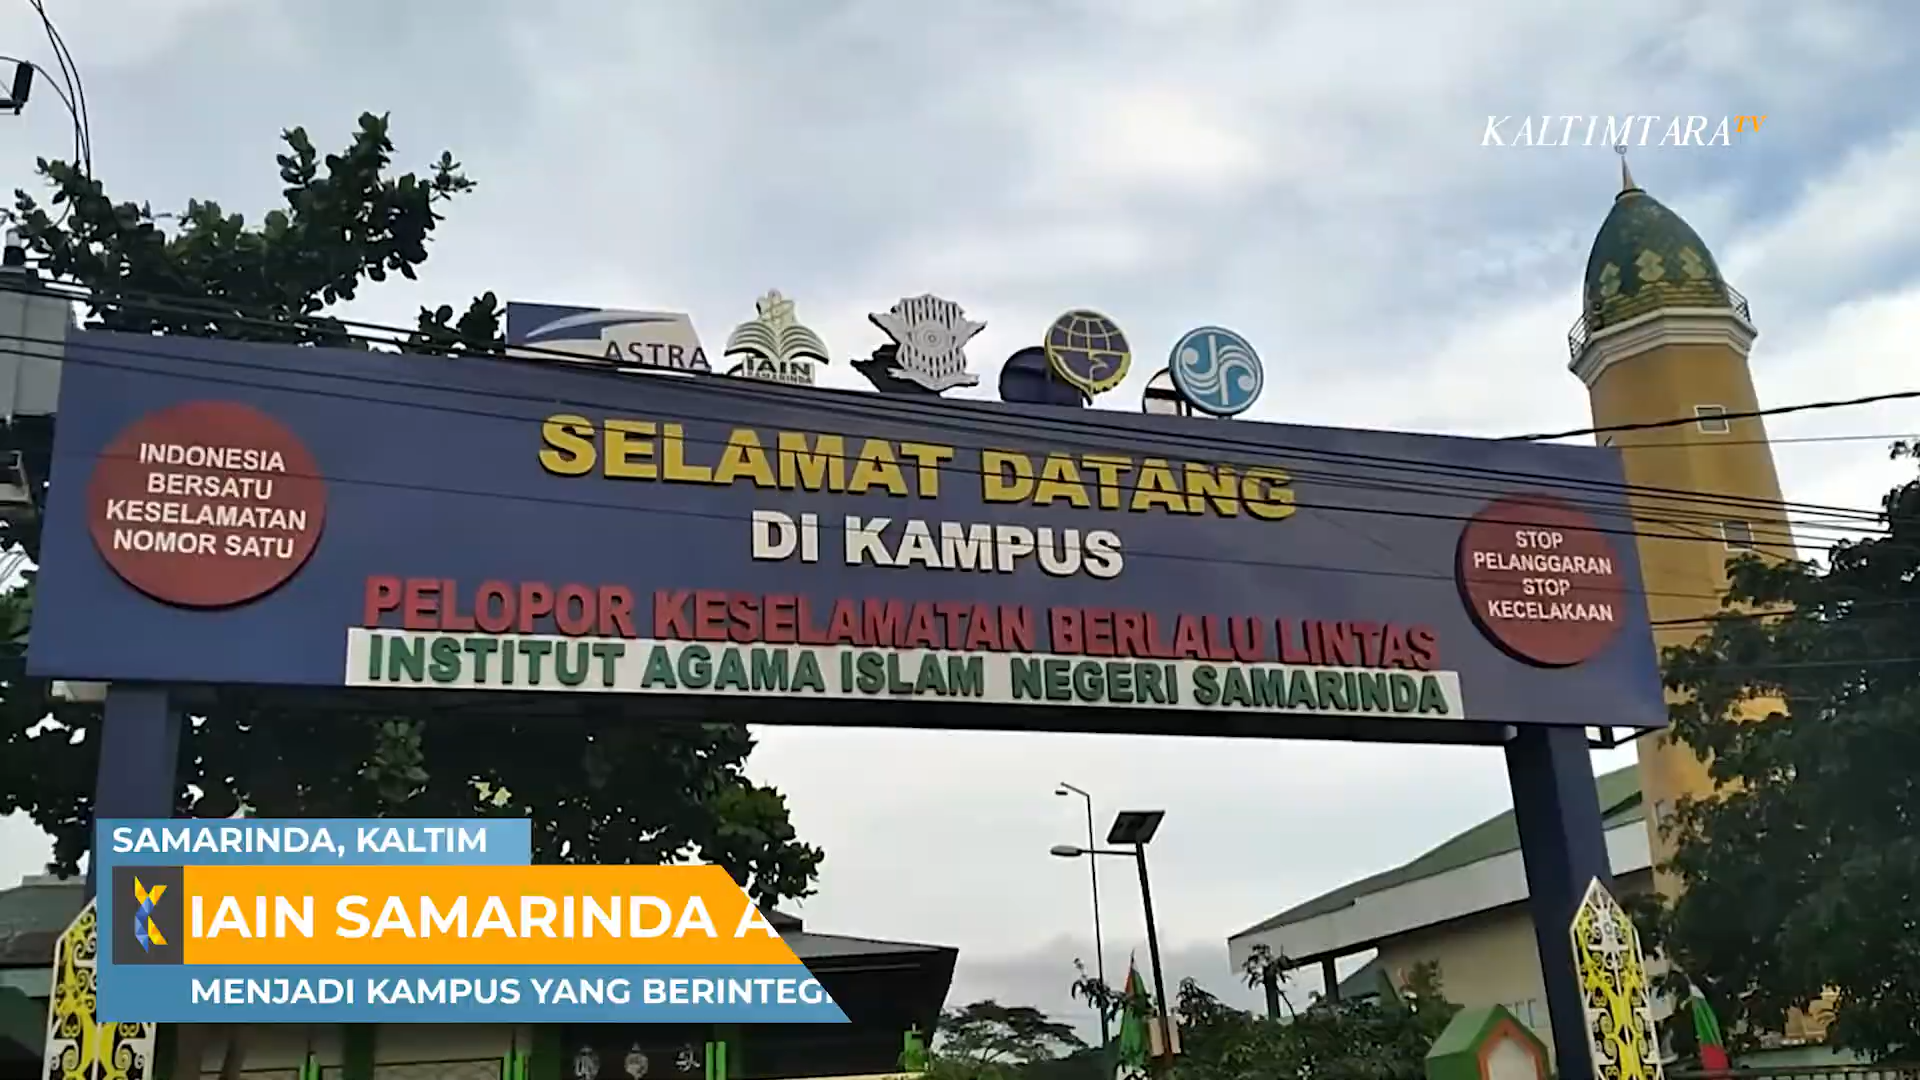 KALTIMTARA TV
ASTRA
IAIN
SAMARINDA
SELAMAT DATANG
DI KAMPUS
PELOPOR KESELAMATAN BERLALU LINTAS
INSTITUT AGAMA ISLAM NEGERI SAMARINDA
INDONESIA
BERSATU
KESELAMATAN
NOMOR SATU
STOP
PELANGGARAN
STOP
KECELAKAAN
SAMARINDA, KALTIM
IAIN SAMARINDA
MENJADI KAMPUS YANG